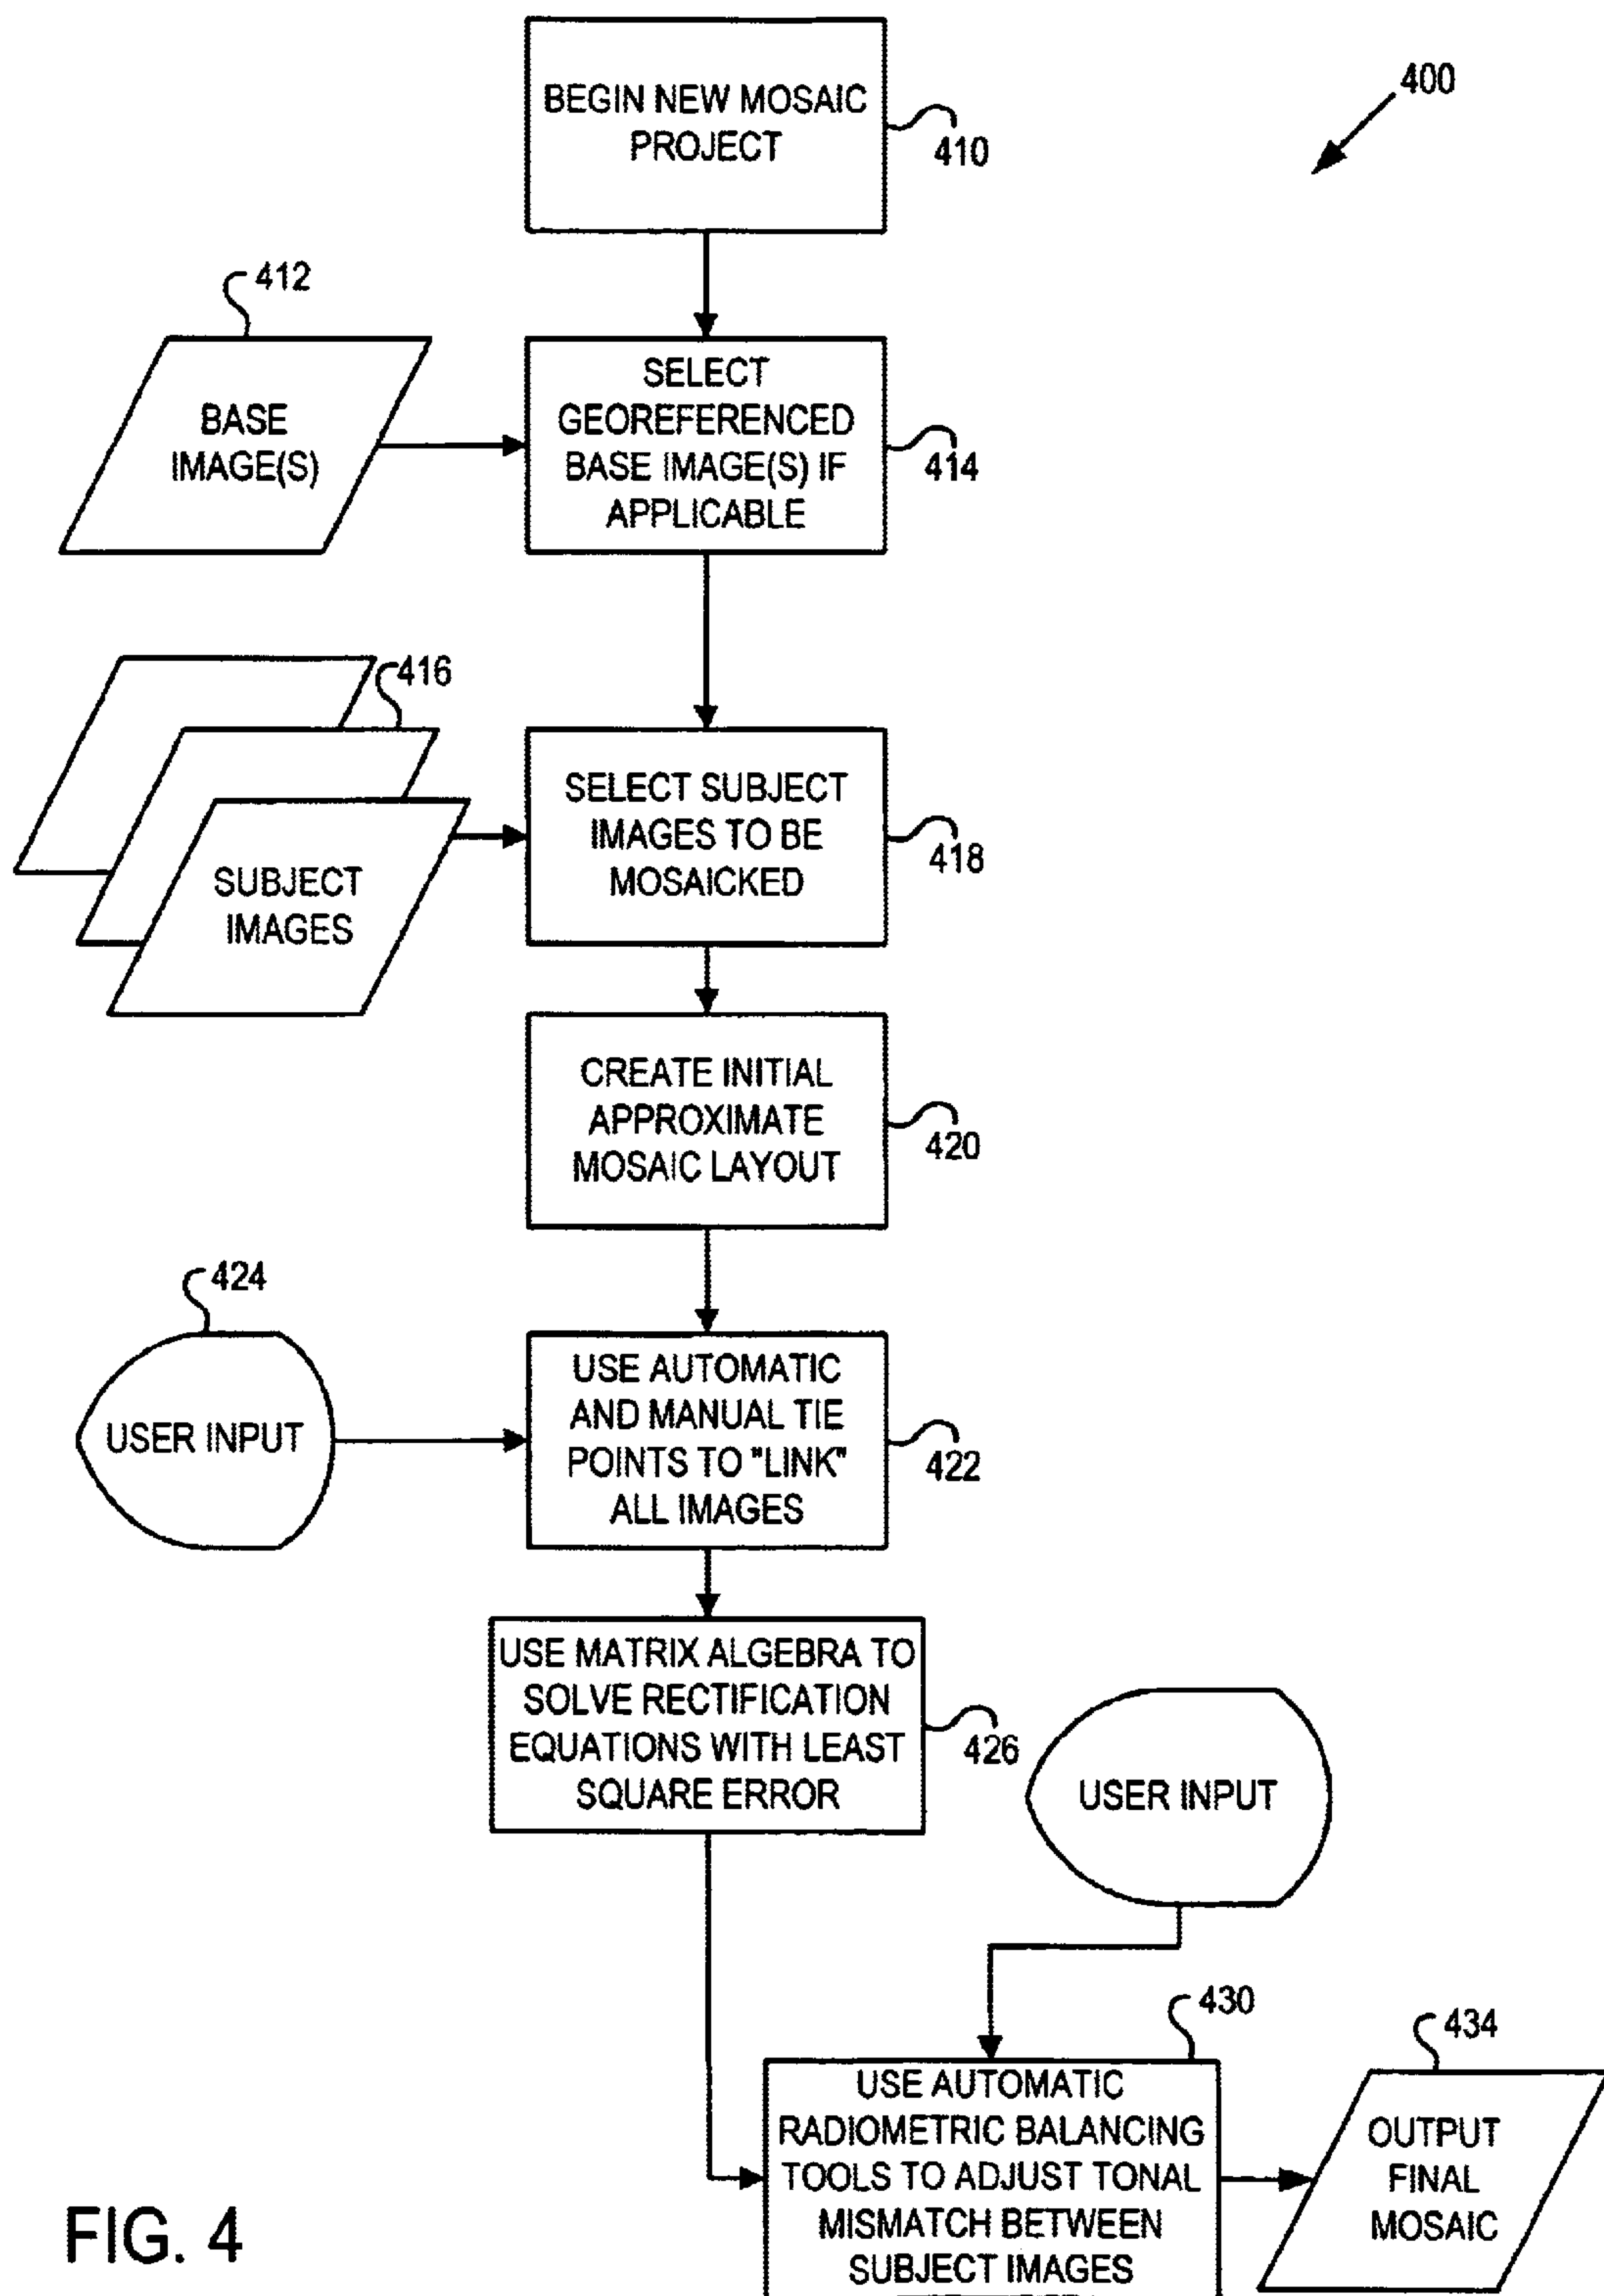 BEGIN NEW MOSAIC
PROJECT
410
400
412
BASE
IMAGE(S)
SELECT
GEOREFERENCED
BASE IMAGE(S) IF
APPLICABLE
414
416
SUBJECT
IMAGES
SELECT SUBJECT
IMAGES TO BE
MOSAICKED
418
CREATE INITIAL
APPROXIMATE
MOSAIC LAYOUT
420
424
USER INPUT
USE AUTOMATIC
AND MANUAL TIE
POINTS TO "LINK"
ALL IMAGES
422
USE MATRIX ALGEBRA TO
SOLVE RECTIFICATION
EQUATIONS WITH LEAST
SQUARE ERROR
426
USER INPUT
430
USE AUTOMATIC
RADIOMETRIC BALANCING
TOOLS TO ADJUST TONAL
MISMATCH BETWEEN
SUBJECT IMAGES
434
OUTPUT
FINAL
MOSAIC
FIG. 4